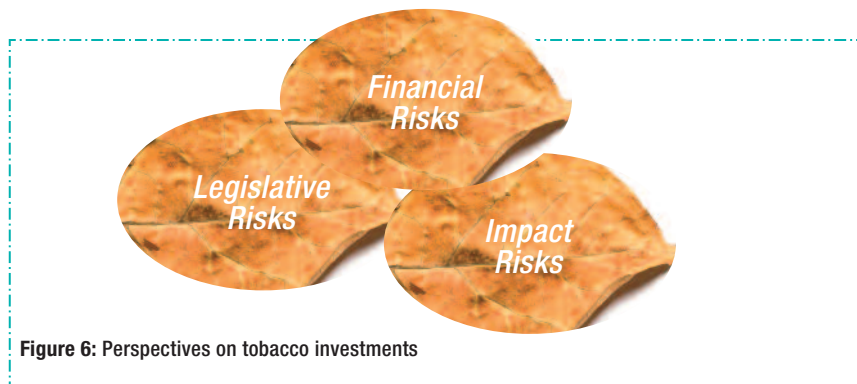 Financial
Risks
Legislative
Risks
Impact
Risks
Figure 6: Perspectives on tobacco investments